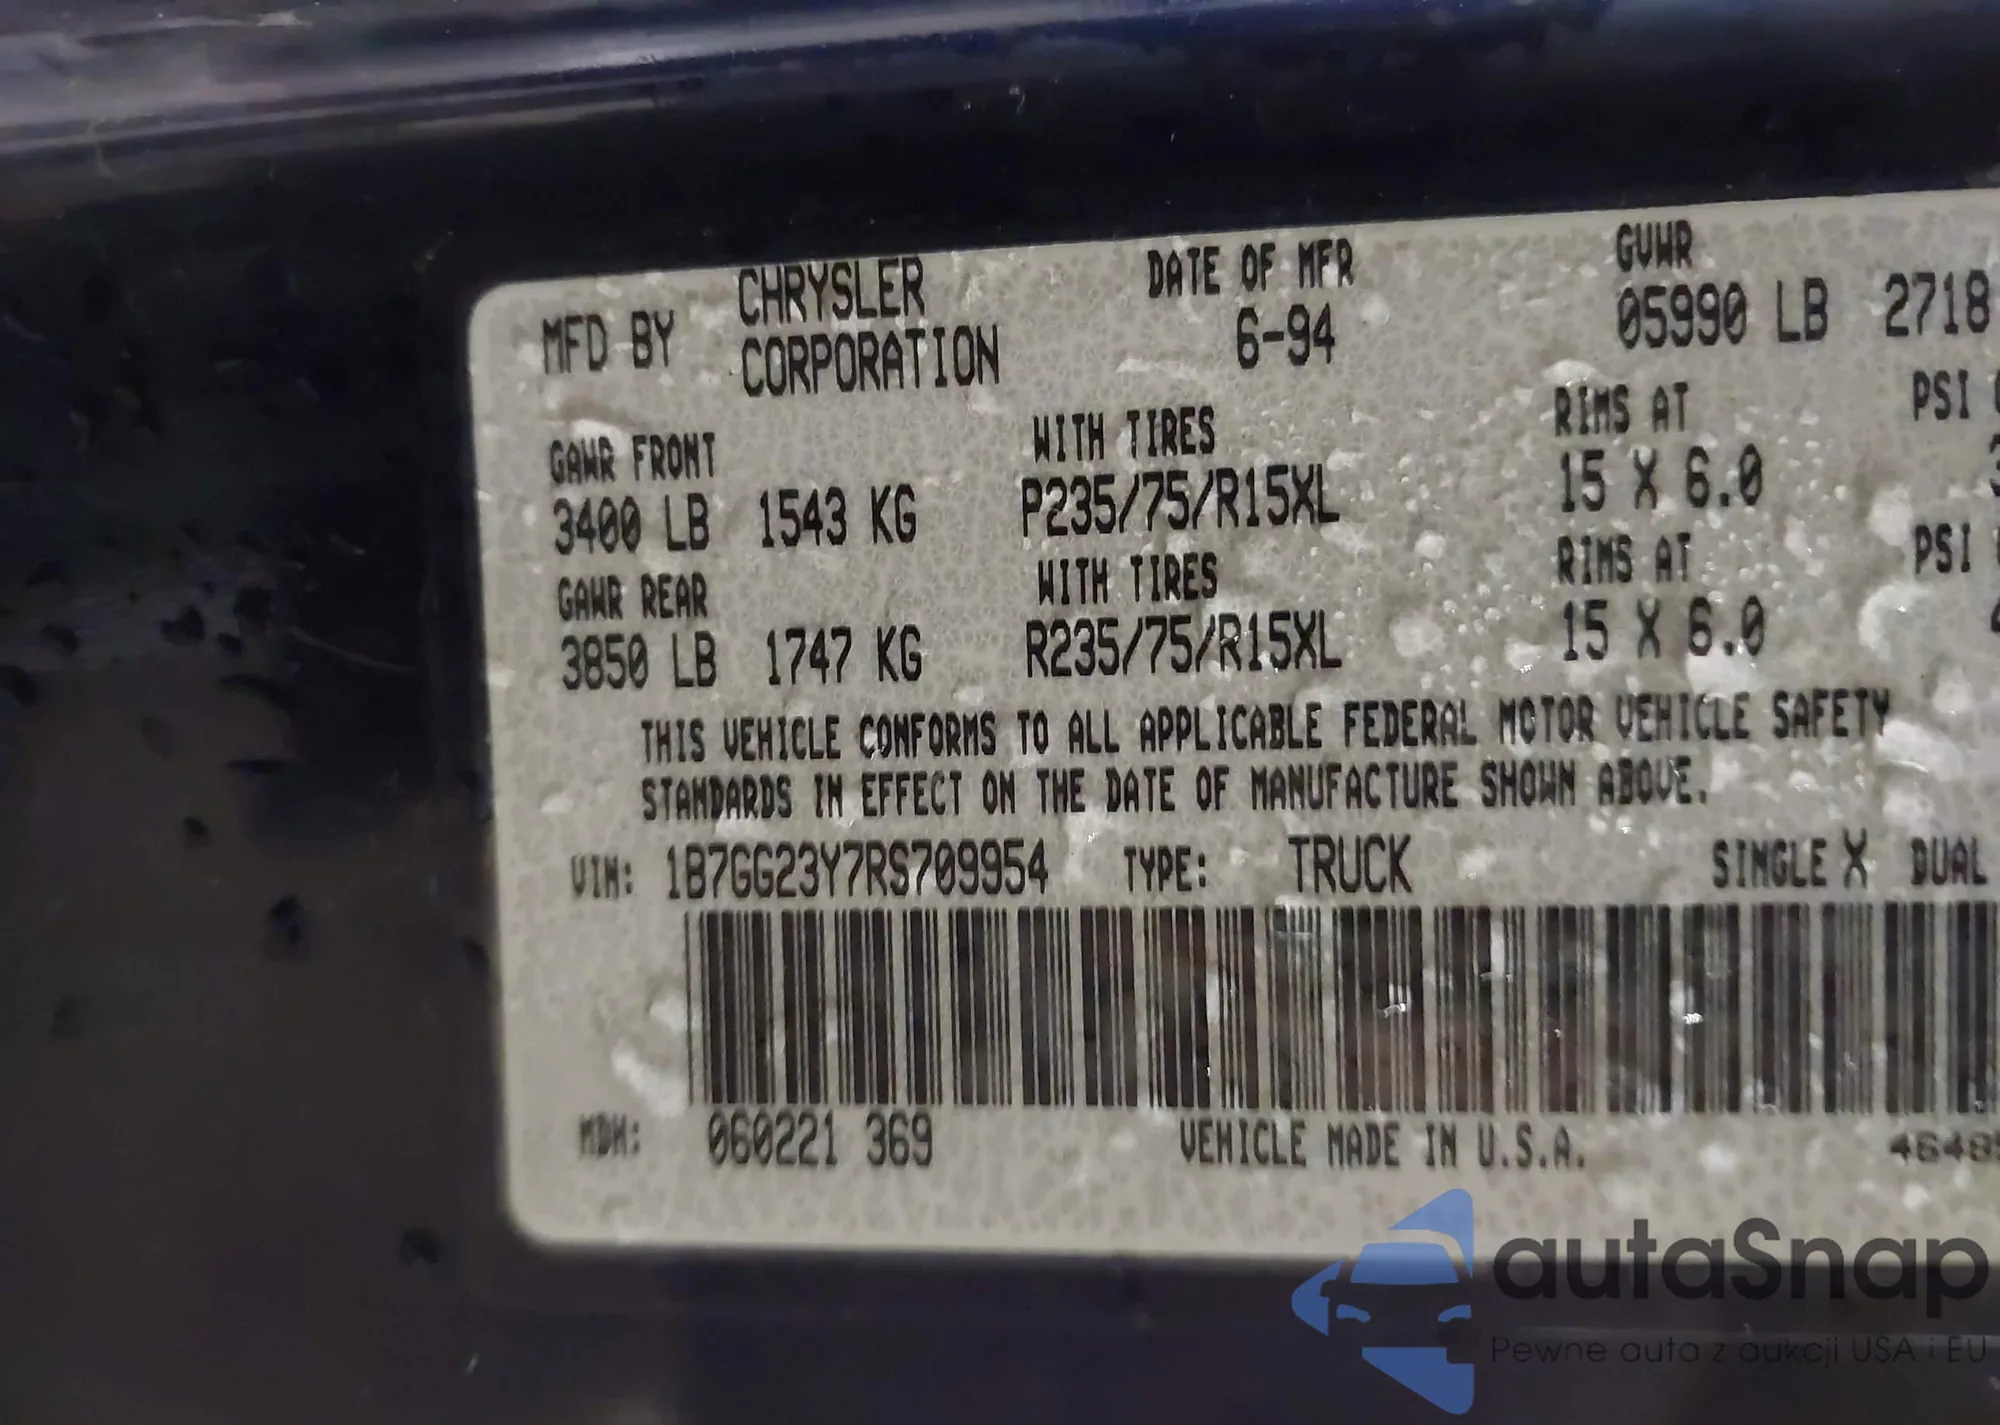 MFD BY CHRYSLER CORPORATION DATE OF MFR 6-94 GVWR 05990 LB 2718
GAWR FRONT WITH TIRES RIMS AT PSI
3400 LB 1543 KG P235/75/R15XL 15 X 6.0
GAWR REAR WITH TIRES RIMS AT PSI
3850 LB 1747 KG R235/75/R15XL 15 X 6.0
THIS VEHICLE CONFORMS TO ALL APPLICABLE FEDERAL MOTOR VEHICLE SAFETY
STANDARDS IN EFFECT ON THE DATE OF MANUFACTURE SHOWN ABOVE.
VIN: 1B7GG23Y7RS709954 TYPE: TRUCK SINGLE X DUAL
MDH: 060221 369 VEHICLE MADE IN U.S.A. 4648
autaSnap
Pewne auta z aukcji USA i EU